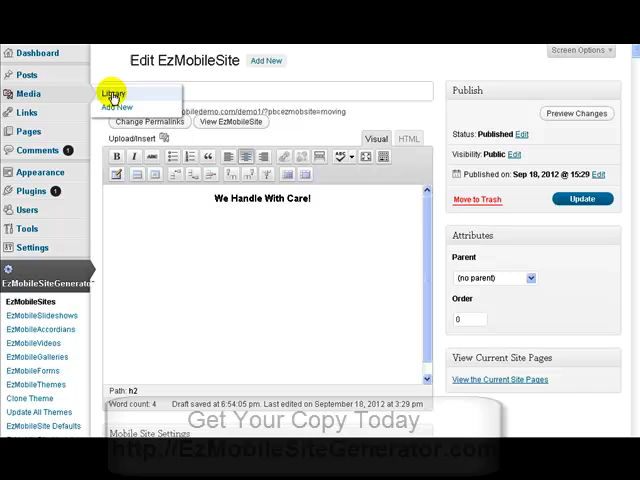 Dashboard
Edit EzMobileSite
Add New
Screen Options
Posts
Media
Library
Add New
Links
Pages
Comments 1
Appearance
Plugins 1
Users
Tools
Settings
EzMobileSiteGenerator
EzMobileSites
EzMobileSlideshows
EzMobileAccordians
EzMobileVideos
EzMobileGalleries
EzMobileForms
EzMobileThemes
Clone Theme
Update All Themes
EzMobileSite Defaults
mobiledemo.com/demo1/?pbcezmobsite=moving
Change Permalinks
View EzMobileSite
Upload/Insert
Visual
HTML
B I ABC
ABC
We Handle With Care!
Path: h2
Word count: 4
Draft saved at 6:54:05 pm. Last edited on September 18, 2012 at 3:29 pm
Mobile Site Settings
Publish
Preview Changes
Status: Published Edit
Visibility: Public Edit
Published on: Sep 18, 2012 @ 15:29 Edit
Move to Trash
Update
Attributes
Parent
(no parent)
Order
0
View Current Site Pages
View the Current Site Pages
Get Your Copy Today
http://EzMobileSiteGenerator.com